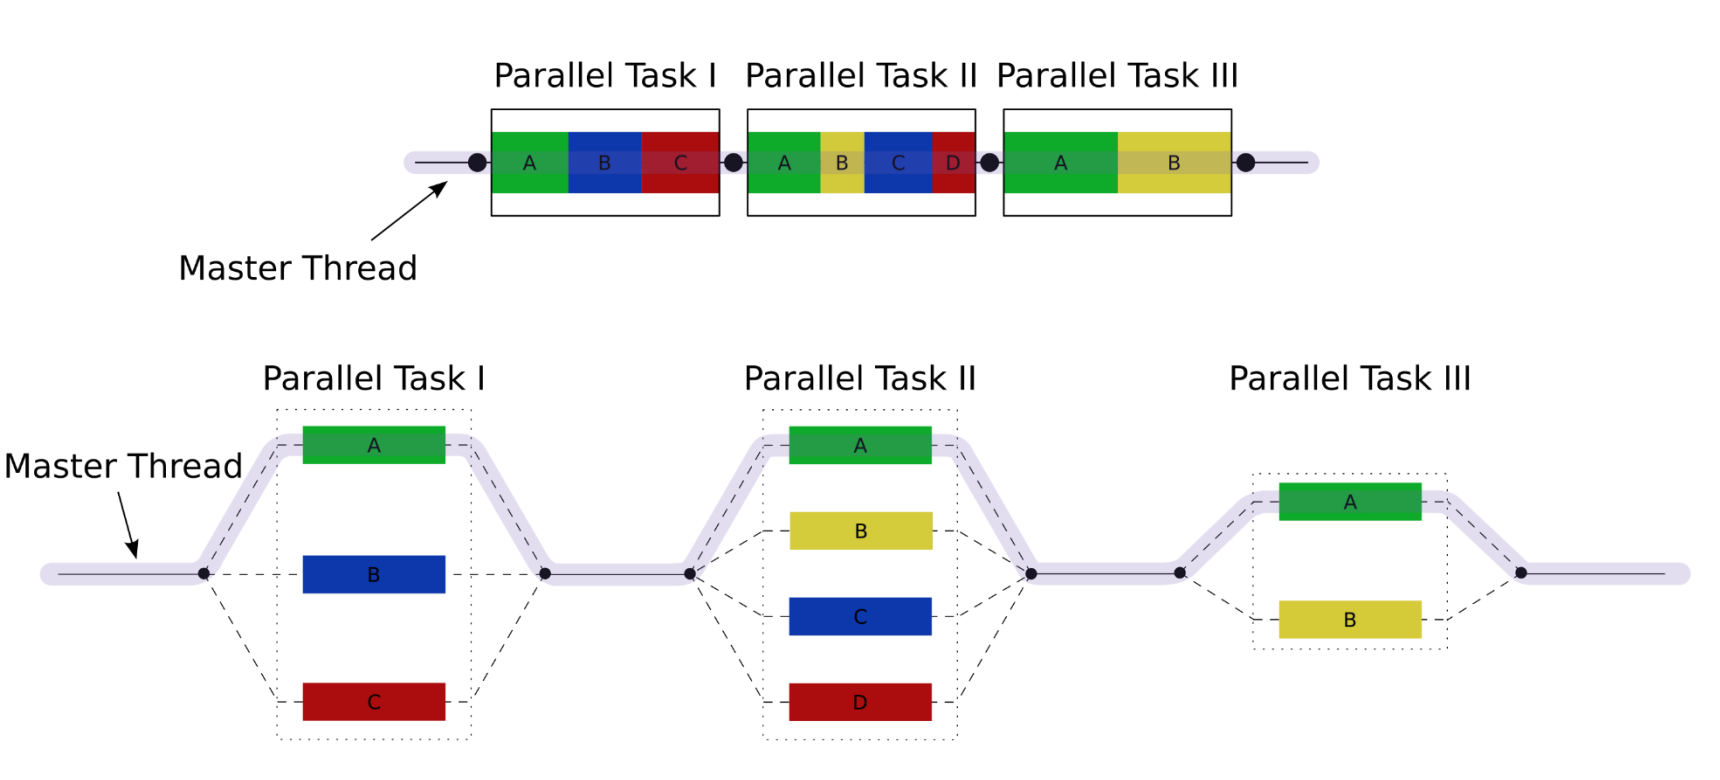 Parallel Task I
Parallel Task II
Parallel Task III
A B C
A B C D
A B
Master Thread
Parallel Task I
Parallel Task II
Parallel Task III
Master Thread
A
B
C
A
B
C
D
A
B